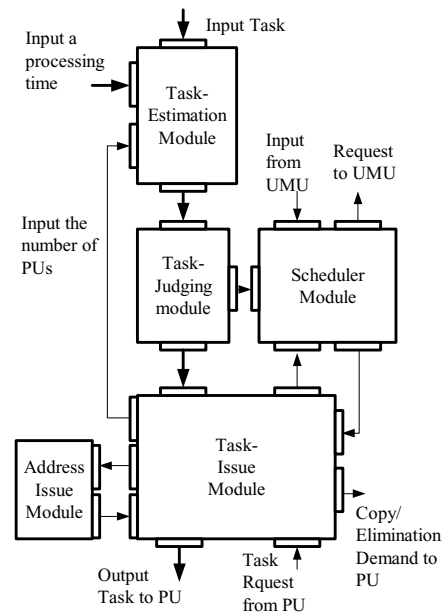 Input Task
Input a
processing
time
Task-
Estimation
Module
Input
from
UMU
Request
to UMU
Input the
number of
PUs
Task-
Judging
module
Scheduler
Module
Address
Issue
Module
Task-
Issue
Module
Copy/
Elimination
Demand to
PU
Output
Task to PU
Task
Rquest
from PU